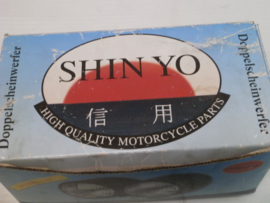 SHIN YO
信用
HIGH QUALITY MOTORCYCLE PARTS
Doppelscheinwerfer
Doppelscheinwerfer